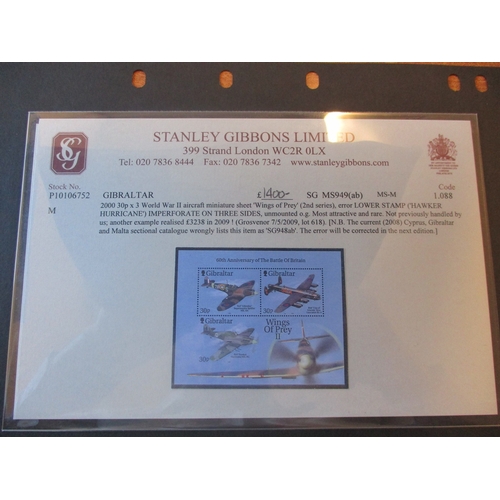 SG
STANLEY GIBBONS LIMITED
399 Strand London WC2R 0LX
Tel: 020 7836 8444 Fax: 020 7836 7342 www.stanleygibbons.com
Stock No. Code
P10106752 GIBRALTAR £1400- SG MS949(ab) MS-M 1.088
M 2000 30p x 3 World War II aircraft miniature sheet 'Wings of Prey' (2nd series), error LOWER STAMP ('HAWKER
HURRICANE') IMPERFORATE ON THREE SIDES, unmounted o.g. Most attractive and rare. Not previously handled by
us; another example realised £3238 in 2009 ! (Grosvenor 7/5/2009, lot 618). [N.B. The current (2008) Cyprus, Gibraltar
and Malta sectional catalogue wrongly lists this item as 'SG948ab'. The error will be corrected in the next edition.]
60th Anniversary of The Battle Of Britain
Gibraltar Gibraltar
30p 30p
Gibraltar
30p
Wings
Of Prey
II